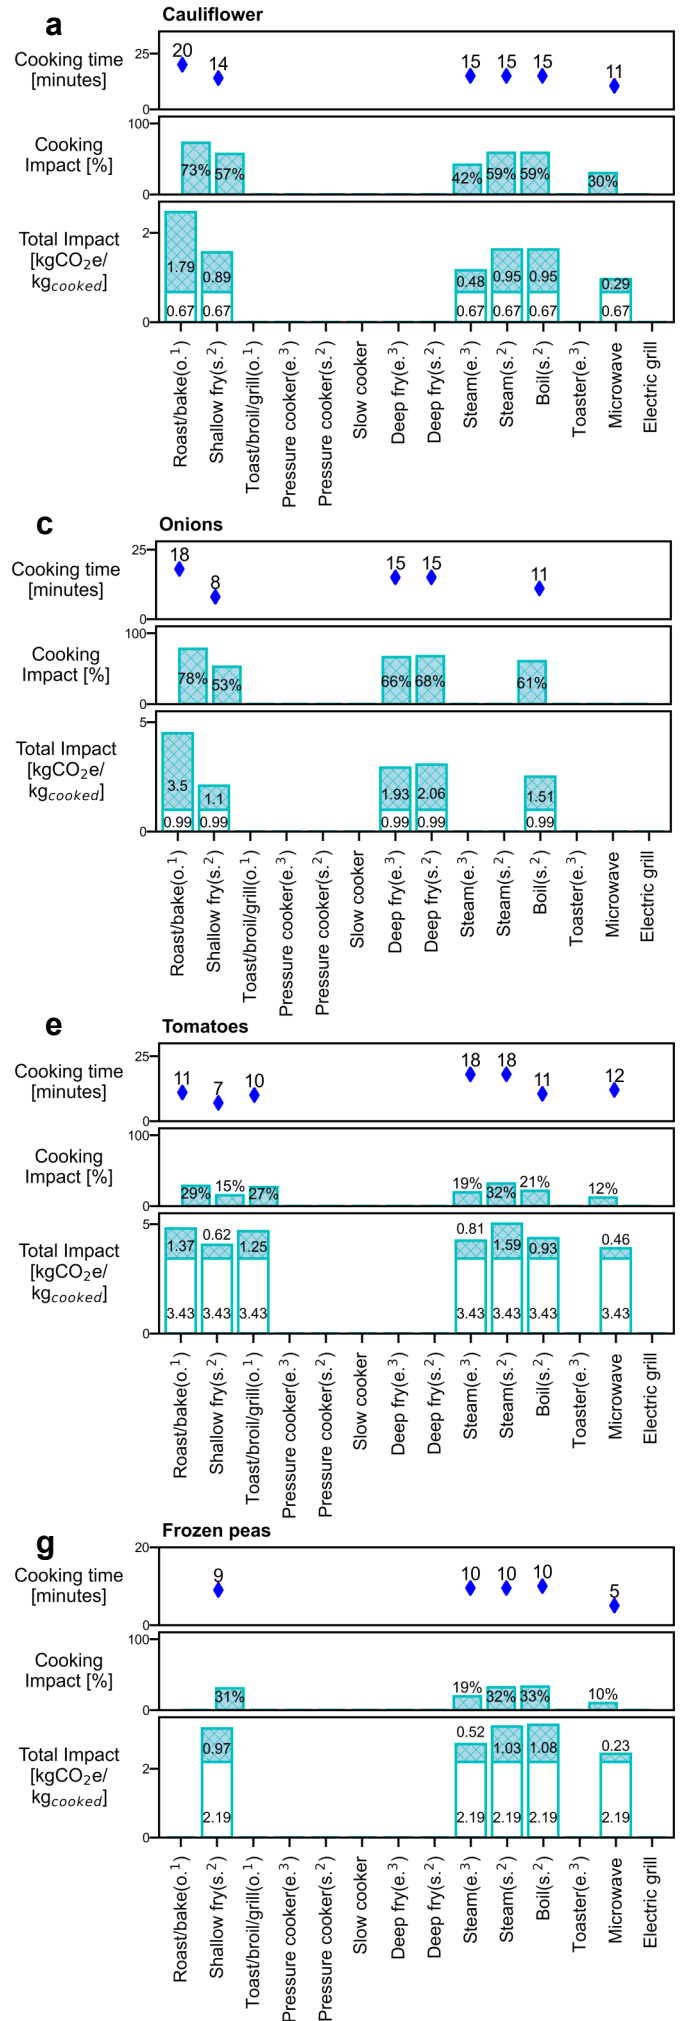 a Cauliflower
Cooking time
[minutes]
25
0
20 14 15 15 15 11
Cooking
Impact [%]
100
0
73% 57% 42% 59% 59% 30%
Total Impact
[kgCO2e/
kgcooked]
2
0
1.79 0.89 0.48 0.95 0.95 0.29
0.67 0.67 0.67 0.67 0.67 0.67
Roast/bake(o.1)
Shallow fry(s.2)
Toast/broil/grill(o.1)
Pressure cooker(e.3)
Pressure cooker(s.2)
Slow cooker
Deep fry(e.3)
Deep fry(s.2)
Steam(e.3)
Steam(s.2)
Boil(s.2)
Toaster(e.3)
Microwave
Electric grill
c Onions
Cooking time
[minutes]
25
0
18 8 15 15 11
Cooking
Impact [%]
100
0
78% 53% 66% 68% 61%
Total Impact
[kgCO2e/
kgcooked]
5
0
3.5 1.1 1.93 2.06 1.51
0.99 0.99 0.99 0.99 0.99
Roast/bake(o.1)
Shallow fry(s.2)
Toast/broil/grill(o.1)
Pressure cooker(e.3)
Pressure cooker(s.2)
Slow cooker
Deep fry(e.3)
Deep fry(s.2)
Steam(e.3)
Steam(s.2)
Boil(s.2)
Toaster(e.3)
Microwave
Electric grill
e Tomatoes
Cooking time
[minutes]
25
0
11 7 10 18 18 11 12
Cooking
Impact [%]
100
0
29% 15% 27% 19% 32% 21% 12%
Total Impact
[kgCO2e/
kgcooked]
5
0
1.37 0.62 1.25 0.81 1.59 0.93 0.46
3.43 3.43 3.43 3.43 3.43 3.43 3.43
Roast/bake(o.1)
Shallow fry(s.2)
Toast/broil/grill(o.1)
Pressure cooker(e.3)
Pressure cooker(s.2)
Slow cooker
Deep fry(e.3)
Deep fry(s.2)
Steam(e.3)
Steam(s.2)
Boil(s.2)
Toaster(e.3)
Microwave
Electric grill
g Frozen peas
Cooking time
[minutes]
20
0
9 10 10 10 5
Cooking
Impact [%]
100
0
31% 19% 32% 33% 10%
Total Impact
[kgCO2e/
kgcooked]
2
0
0.97 0.52 1.03 1.08 0.23
2.19 2.19 2.19 2.19 2.19
Roast/bake(o.1)
Shallow fry(s.2)
Toast/broil/grill(o.1)
Pressure cooker(e.3)
Pressure cooker(s.2)
Slow cooker
Deep fry(e.3)
Deep fry(s.2)
Steam(e.3)
Steam(s.2)
Boil(s.2)
Toaster(e.3)
Microwave
Electric grill